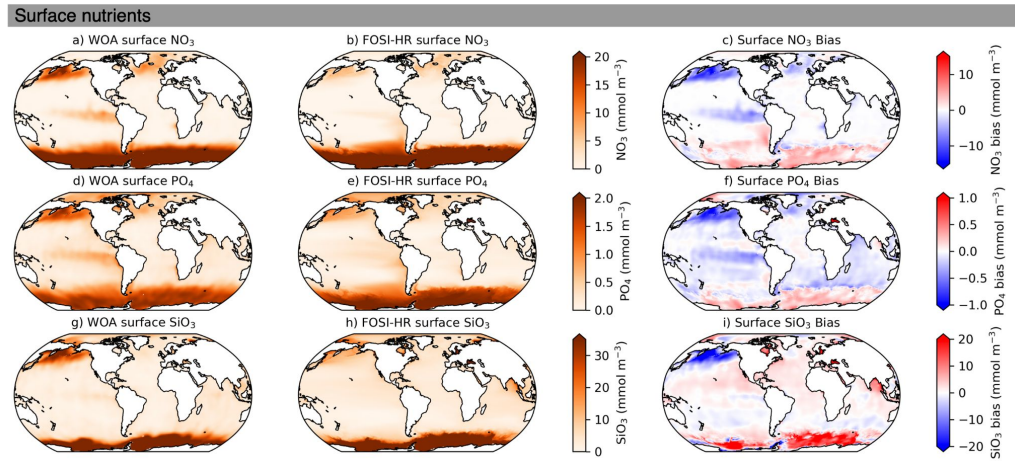 Surface nutrients
a) WOA surface NO₃
b) FOSI-HR surface NO₃
c) Surface NO₃ Bias
20
15
10
5
0
NO₃ (mmol m⁻³)
10
0
−10
NO₃ bias (mmol m⁻³)
d) WOA surface PO₄
e) FOSI-HR surface PO₄
f) Surface PO₄ Bias
2.0
1.5
1.0
0.5
0.0
PO₄ (mmol m⁻³)
1.0
0.5
0.0
−0.5
−1.0
PO₄ bias (mmol m⁻³)
g) WOA surface SiO₃
h) FOSI-HR surface SiO₃
i) Surface SiO₃ Bias
30
20
10
0
SiO₃ (mmol m⁻³)
20
10
0
−10
−20
SiO₃ bias (mmol m⁻³)